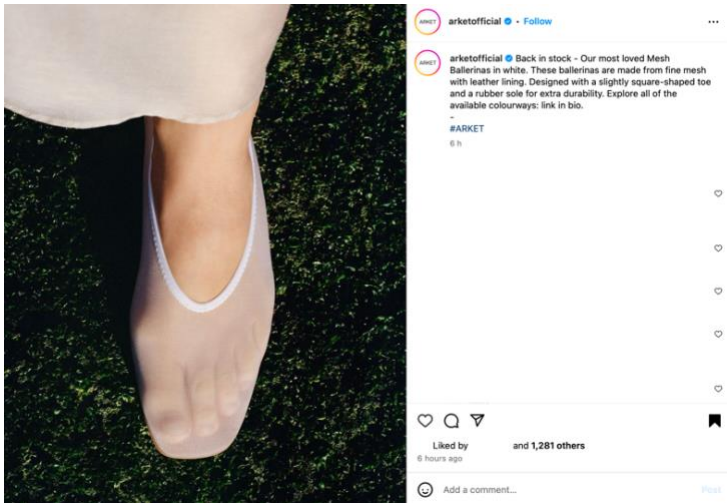 ARKET
arketofficial • Follow
ARKET
arketofficial Back in stock - Our most loved Mesh
Ballerinas in white. These ballerinas are made from fine mesh
with leather lining. Designed with a slightly square-shaped toe
and a rubber sole for extra durability. Explore all of the
available colourways: link in bio.
-
#ARKET
6 h
Liked by and 1,281 others
6 hours ago
Add a comment...
Post